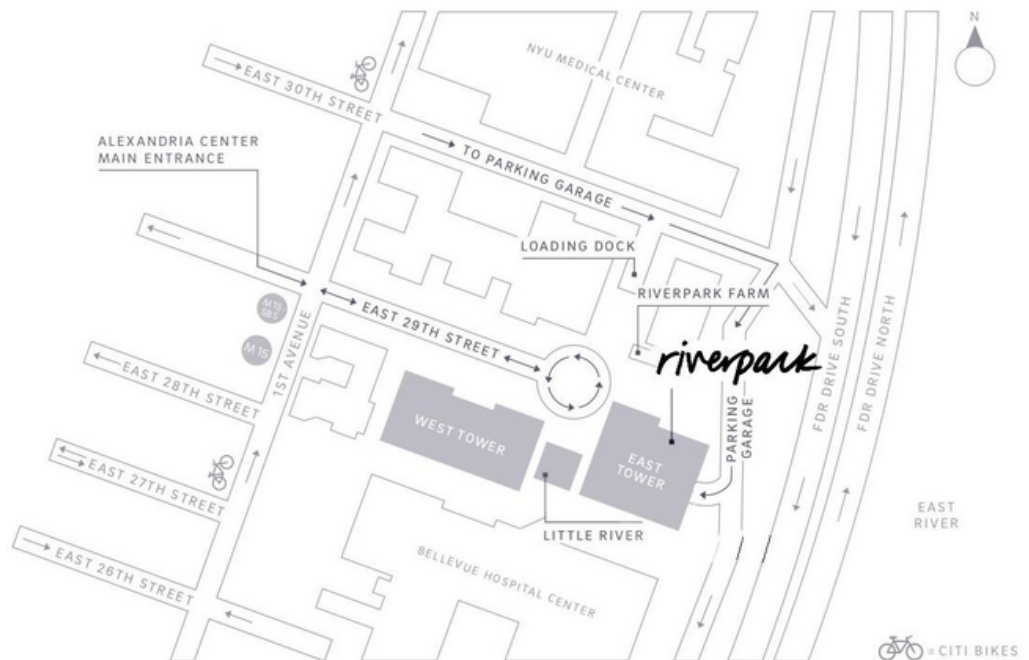 N
NYU MEDICAL CENTER
EAST 30TH STREET
ALEXANDRIA CENTER
MAIN ENTRANCE
TO PARKING GARAGE
LOADING DOCK
RIVERPARK FARM
M15
SBS
EAST 29TH STREET
M15
1ST AVENUE
riverpark
FDR DRIVE SOUTH
FDR DRIVE NORTH
EAST 28TH STREET
WEST TOWER
EAST
TOWER
PARKING
GARAGE
EAST 27TH STREET
LITTLE RIVER
EAST
RIVER
EAST 26TH STREET
BELLEVUE HOSPITAL CENTER
= CITI BIKES